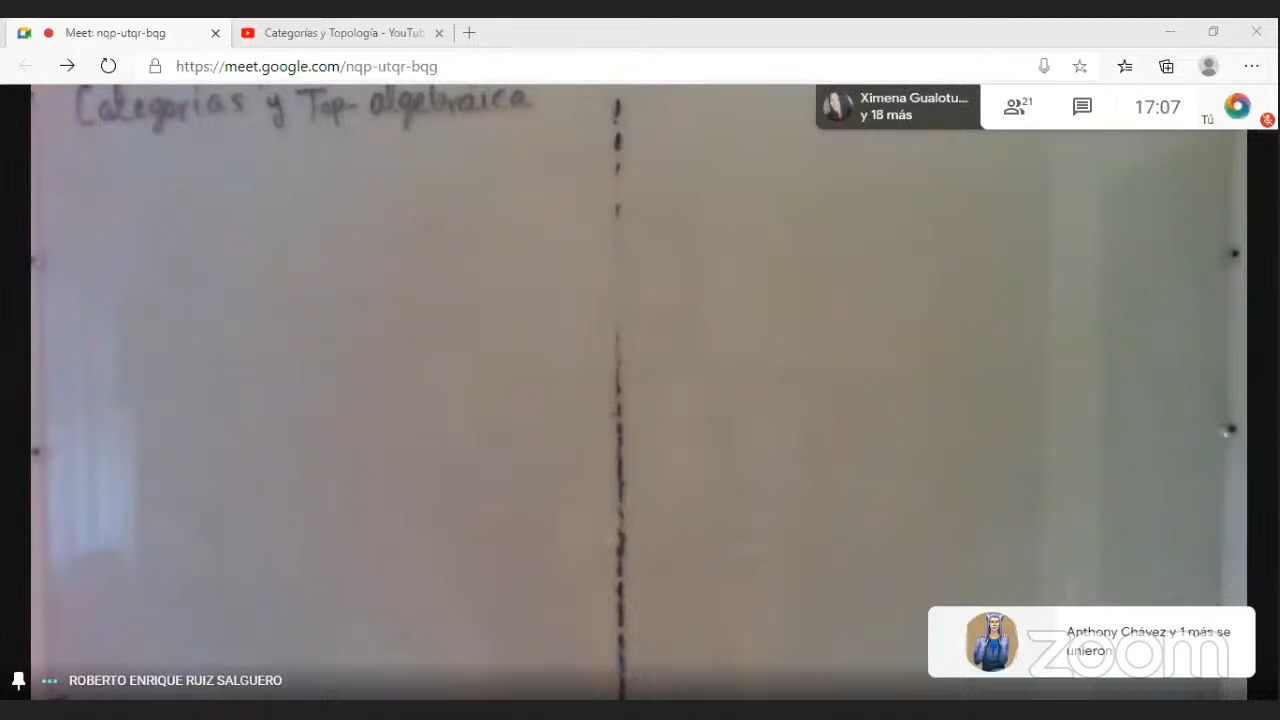 Meet: nqp-utqr-bqg
Categorías y Topología - YouTub
https://meet.google.com/nqp-utqr-bqg
Categorías y Top- algebraica
Ximena Gualotu...
y 18 más
21
17:07
Tú
Anthony Chávez y 1 más se
unieron
zoom
ROBERTO ENRIQUE RUIZ SALGUERO